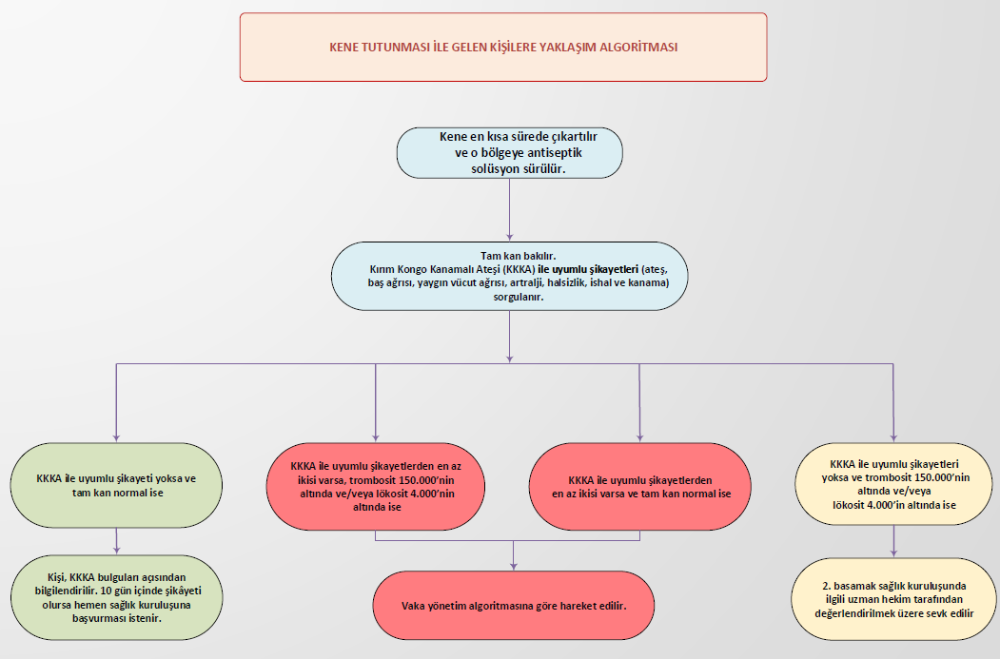 KENE TUTUNMASI İLE GELEN KİŞİLERE YAKLAŞIM ALGORİTMASI
Kene en kısa sürede çıkartılır
ve o bölgeye antiseptik
solüsyon sürülür.
Tam kan bakılır.
Kırım Kongo Kanamalı Ateşi (KKKA) ile uyumlu şikayetleri (ateş,
baş ağrısı, yaygın vücut ağrısı, artralji, halsizlik, ishal ve kanama)
sorgulanır.
KKKA ile uyumlu şikayeti yoksa ve
tam kan normal ise
KKKA ile uyumlu şikayetlerden en az
ikisi varsa, trombosit 150.000’nin
altında ve/veya lökosit 4.000’nin
altında ise
KKKA ile uyumlu şikayetlerden
en az ikisi varsa ve tam kan normal ise
KKKA ile uyumlu şikayetleri
yoksa ve trombosit 150.000’nin
altında ve/veya
lökosit 4.000’in altında ise
Kişi, KKKA bulguları açısından
bilgilendirilir. 10 gün içinde şikâyeti
olursa hemen sağlık kuruluşuna
başvurması istenir.
Vaka yönetim algoritmasına göre hareket edilir.
2. basamak sağlık kuruluşunda
ilgili uzman hekim tarafından
değerlendirilmek üzere sevk edilir